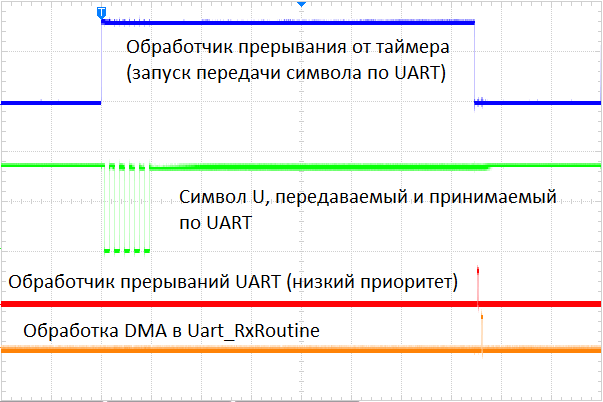 T
Обработчик прерывания от таймера
(запуск передачи символа по UART)
Символ U, передаваемый и принимаемый
по UART
Обработчик прерываний UART (низкий приоритет)
Обработка DMA в Uart_RxRoutine